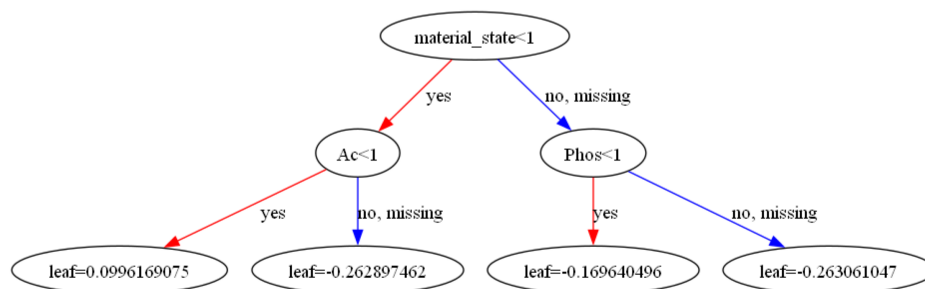 material_state<1
yes
no, missing
Ac<1
Phos<1
yes
no, missing
yes
no, missing
leaf=0.0996169075
leaf=-0.262897462
leaf=-0.169640496
leaf=-0.263061047